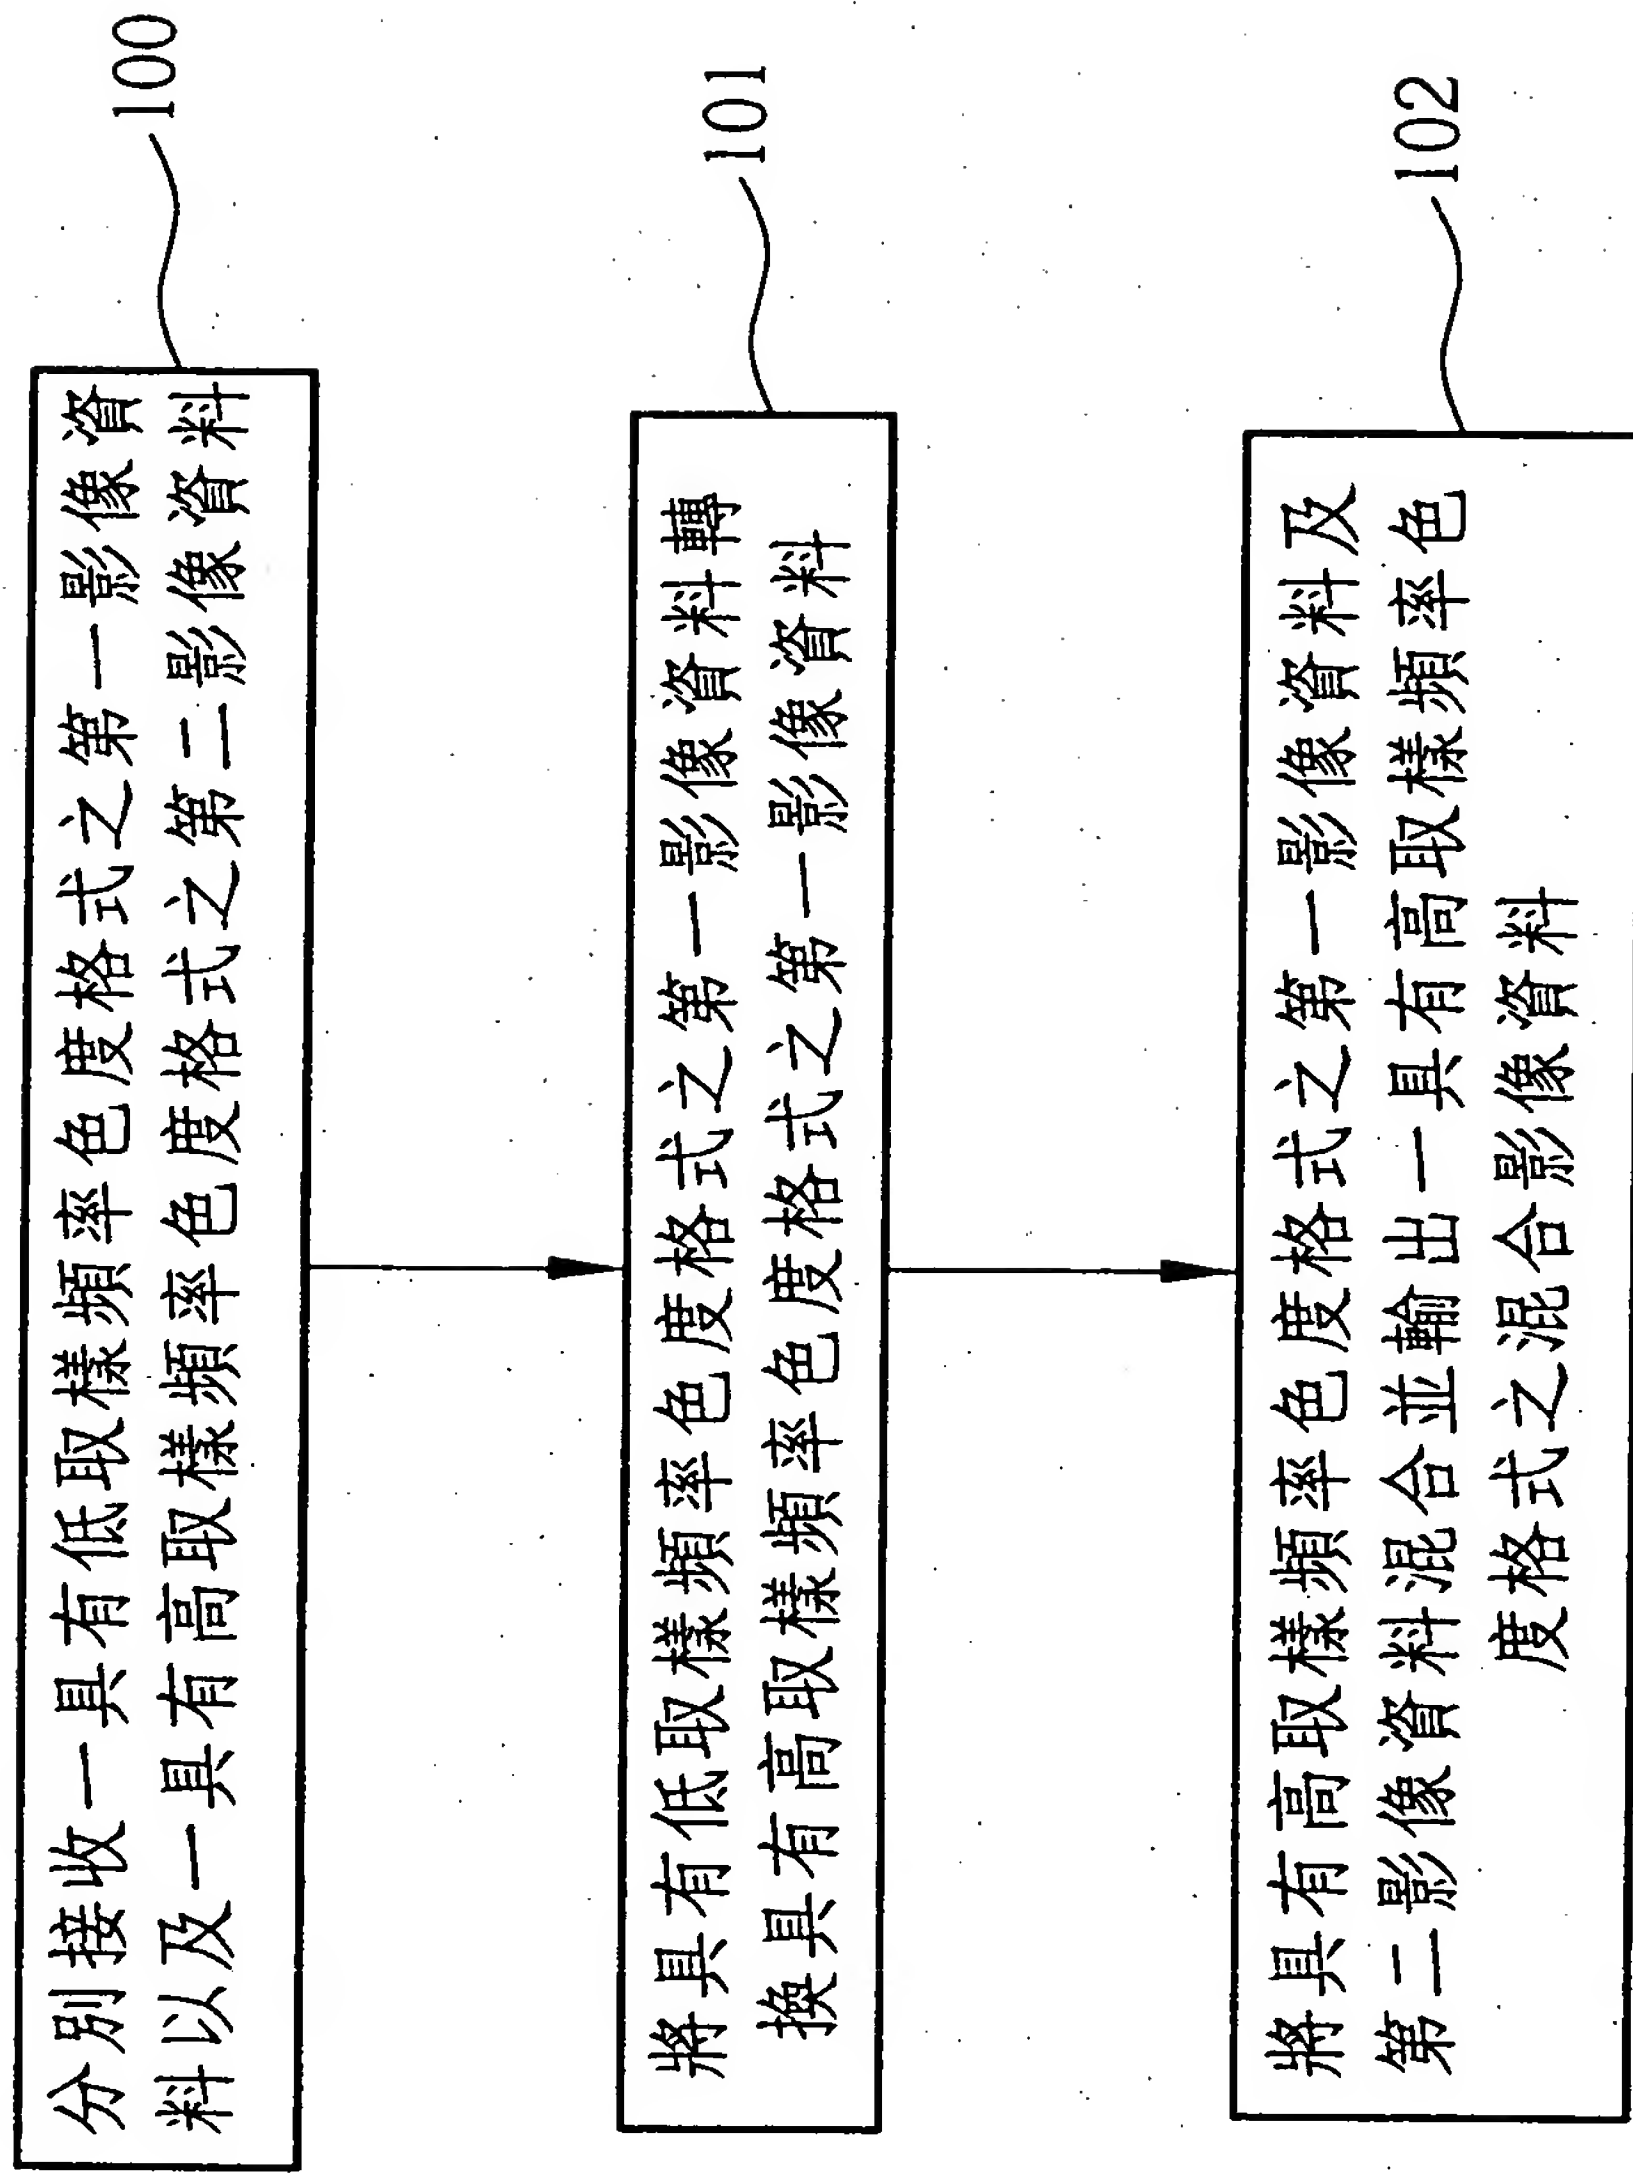 100
分別接收一具有低取樣頻率色度格式之第一影像資
料以及一具有高取樣頻率色度格式之第二影像資料
101
將具有低取樣頻率色度格式之第一影像資料轉
換具有高取樣頻率色度格式之第一影像資料
102
將具有高取樣頻率色度格式之第一影像資料及
第二影像資料混合並輸出一具有高取樣頻率色
度格式之混合影像資料